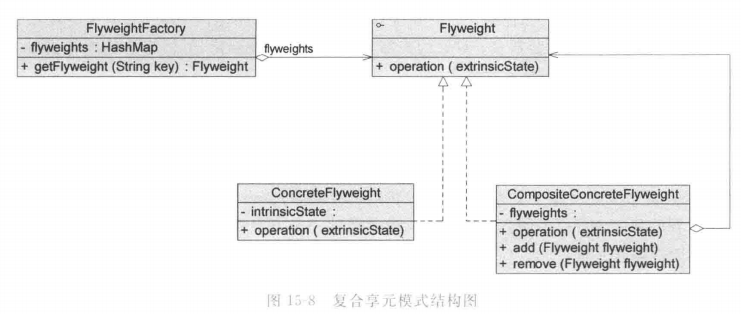 FlyweightFactory
- flyweights : HashMap
+ getFlyweight (String key) : Flyweight
flyweights
Flyweight
+ operation ( extrinsicState)
ConcreteFlyweight
- intrinsicState :
+ operation ( extrinsicState)
CompositeConcreteFlyweight
- flyweights :
+ operation ( extrinsicState)
+ add (Flyweight flyweight)
+ remove (Flyweight flyweight)
图 15-8 复合享元模式结构图